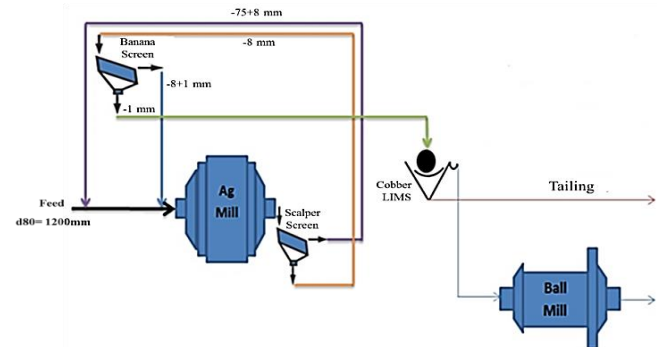 -75+8 mm
Banana
Screen
-8 mm
-8+1 mm
-1 mm
Ag
Mill
Feed
d80= 1200mm
Scalper
Screen
Cobber
LIMS
Tailing
Ball
Mill